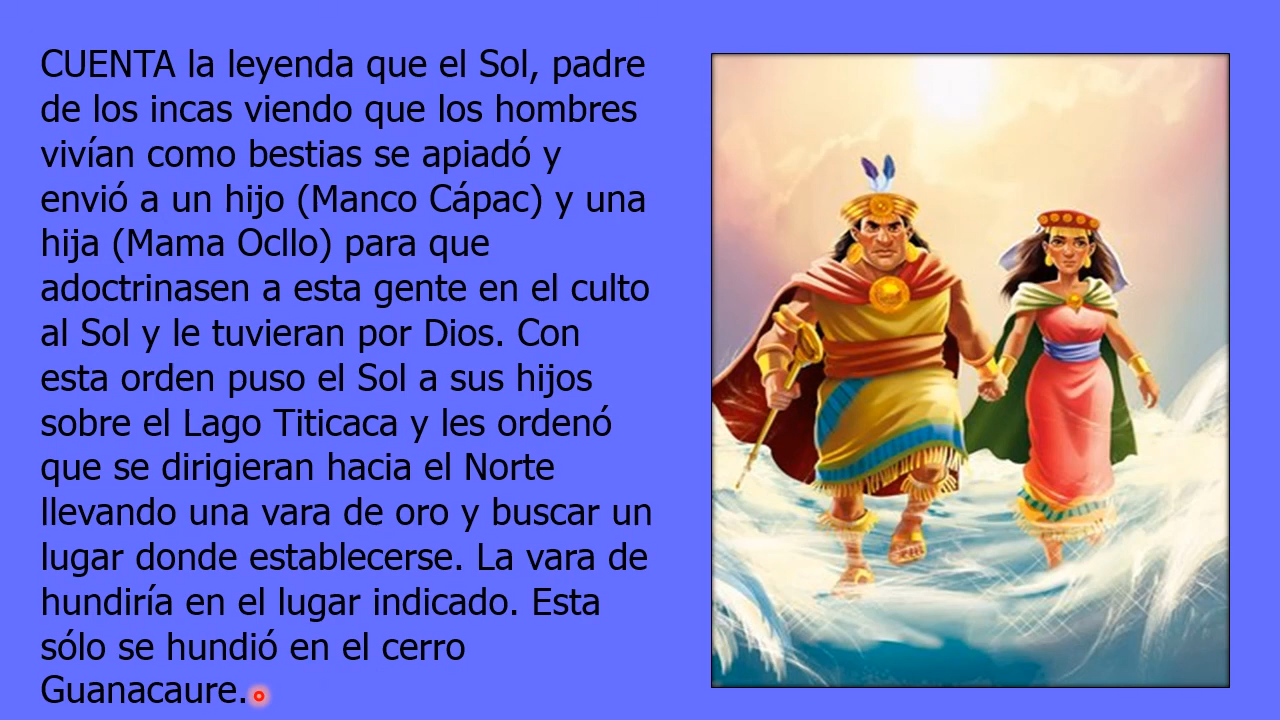 CUENTA la leyenda que el Sol, padre
de los incas viendo que los hombres
vivían como bestias se apiadó y
envió a un hijo (Manco Cápac) y una
hija (Mama Ocllo) para que
adoctrinasen a esta gente en el culto
al Sol y le tuvieran por Dios. Con
esta orden puso el Sol a sus hijos
sobre el Lago Titicaca y les ordenó
que se dirigieran hacia el Norte
llevando una vara de oro y buscar un
lugar donde establecerse. La vara de
hundiría en el lugar indicado. Esta
sólo se hundió en el cerro
Guanacaure.